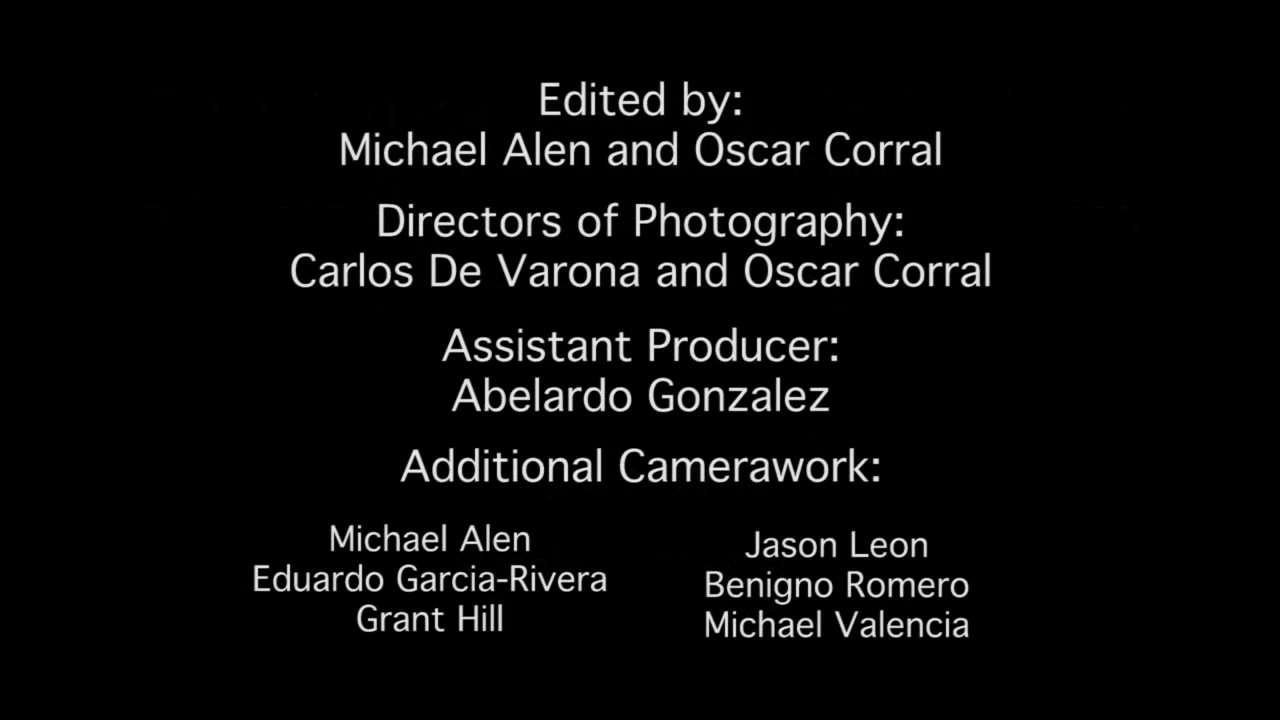 Edited by:
Michael Alen and Oscar Corral
Directors of Photography:
Carlos De Varona and Oscar Corral
Assistant Producer:
Abelardo Gonzalez
Additional Camerawork:
Michael Alen
Eduardo Garcia-Rivera
Grant Hill
Jason Leon
Benigno Romero
Michael Valencia